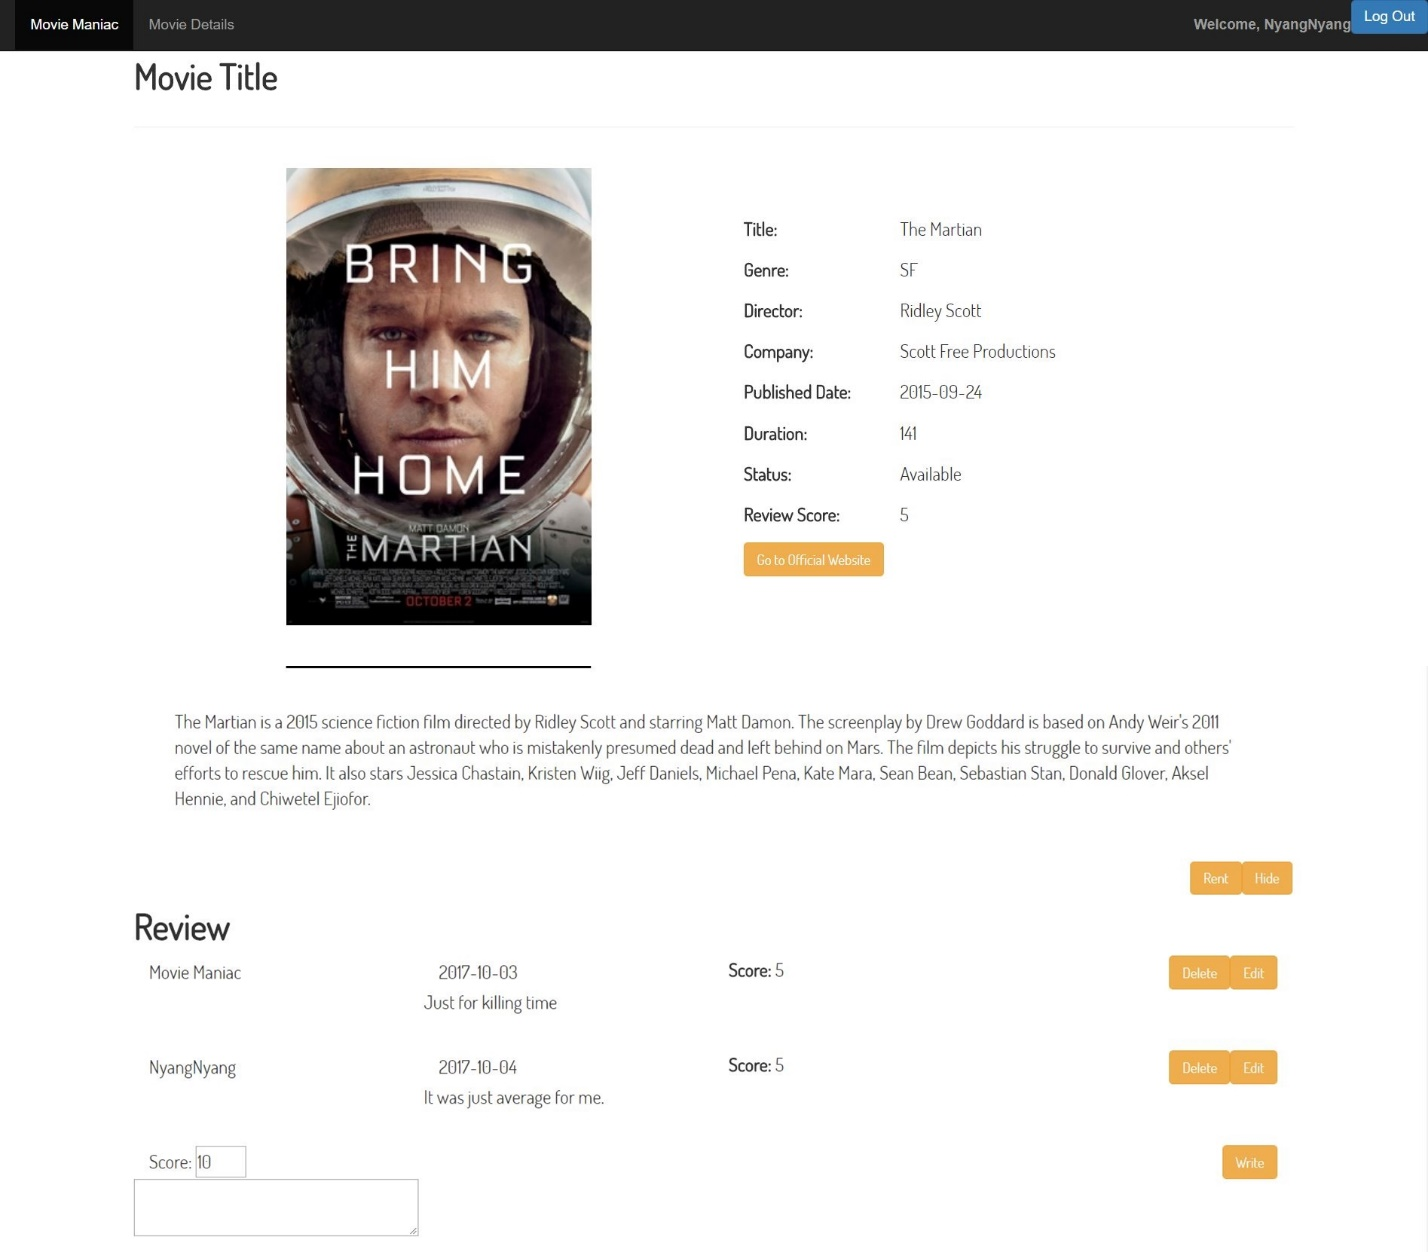 Movie Maniac Movie Details Welcome, NyangNyang Log Out
Movie Title
BRING
HIM
HOME
MATT DAMON
THE MARTIAN
OCTOBER 2
Title: The Martian
Genre: SF
Director: Ridley Scott
Company: Scott Free Productions
Published Date: 2015-09-24
Duration: 141
Status: Available
Review Score: 5
Go to Official Website
The Martian is a 2015 science fiction film directed by Ridley Scott and starring Matt Damon. The screenplay by Drew Goddard is based on Andy Weir's 2011
novel of the same name about an astronaut who is mistakenly presumed dead and left behind on Mars. The film depicts his struggle to survive and others'
efforts to rescue him. It also stars Jessica Chastain, Kristen Wiig, Jeff Daniels, Michael Pena, Kate Mara, Sean Bean, Sebastian Stan, Donald Glover, Aksel
Hennie, and Chiwetel Ejiofor.
Rent Hide
Review
Movie Maniac 2017-10-03 Score: 5 Delete Edit
Just for killing time
NyangNyang 2017-10-04 Score: 5 Delete Edit
It was just average for me.
Score: 10 Write